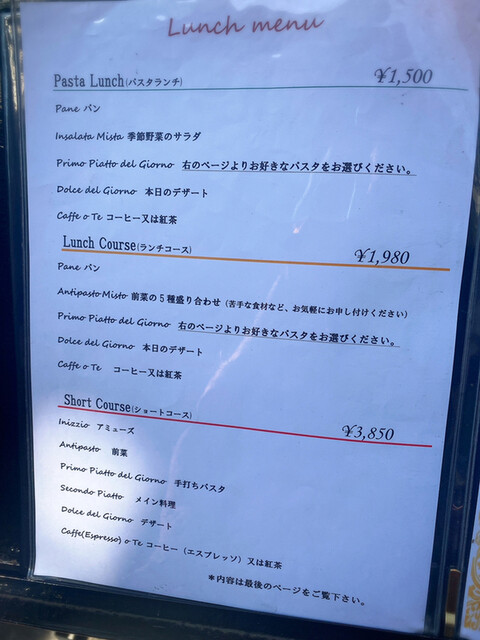 Lunch menu
Pasta Lunch(パスタランチ) ¥1,500
Pane パン
Insalata Mista 季節野菜のサラダ
Primo Piatto del Giorno 右のページよりお好きなパスタをお選びください。
Dolce del Giorno 本日のデザート
Caffe o Te コーヒー又は紅茶
Lunch Course(ランチコース) ¥1,980
Pane パン
Antipasto Misto 前菜の5種盛り合わせ（苦手な食材など、お気軽にお申し付けください）
Primo Piatto del Giorno 右のページよりお好きなパスタをお選びください。
Dolce del Giorno 本日のデザート
Caffe o Te コーヒー又は紅茶
Short Course(ショートコース) ¥3,850
Inizzio アミューズ
Antipasto 前菜
Primo Piatto del Giorno 手打ちパスタ
Secondo Piatto メイン料理
Dolce del Giorno デザート
Caffe(Espresso) o Te コーヒー（エスプレッソ）又は紅茶
＊内容は最後のページをご覧下さい。